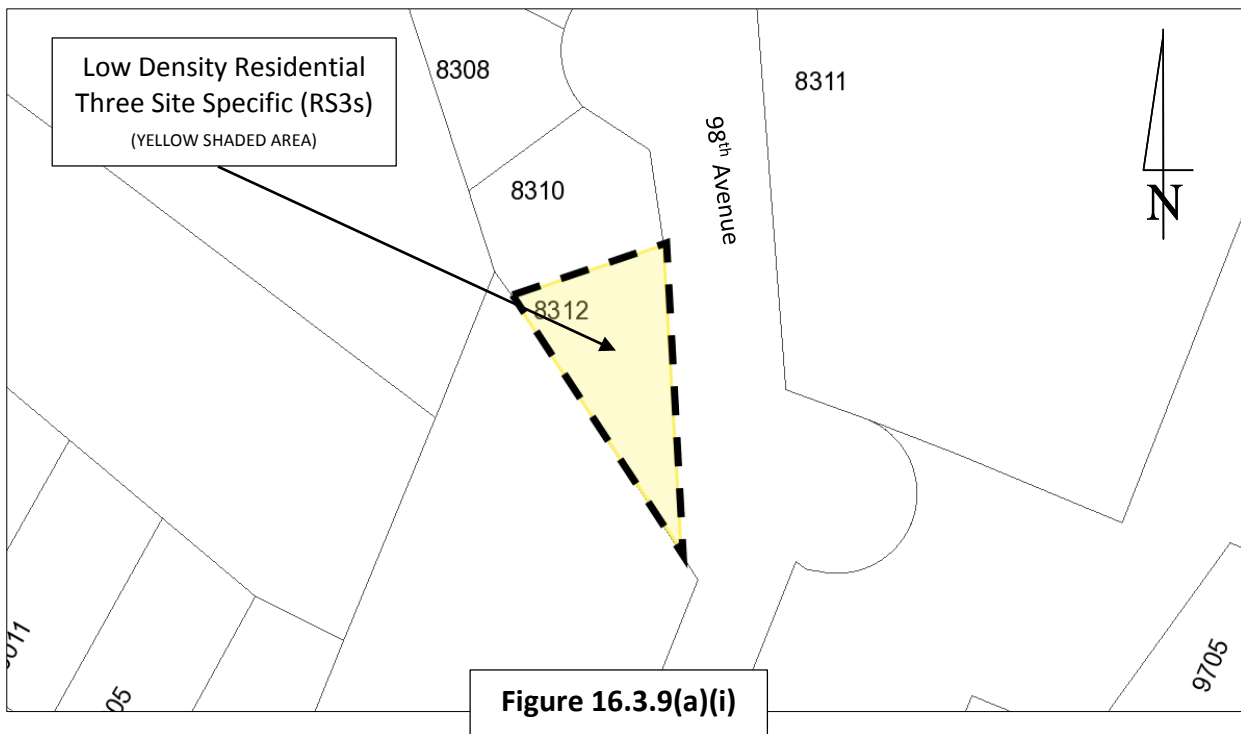 Low Density Residential
Three Site Specific (RS3s)
(YELLOW SHADED AREA)
8308
8311
98th Avenue
N
8310
8312
05
9705
Figure 16.3.9(a)(i)